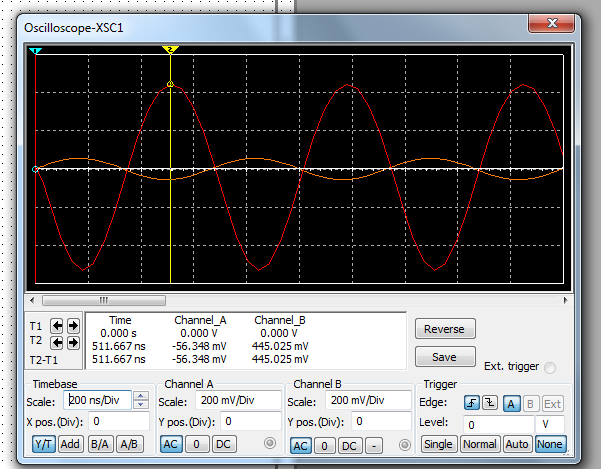 Oscilloscope-XSC1
1 2
T1
T2
T2-T1
Time Channel_A Channel_B
0.000 s 0.000 V 0.000 V
511.667 ns -56.348 mV 445.025 mV
511.667 ns -56.348 mV 445.025 mV
Reverse
Save
Ext. trigger
Timebase
Scale: 200 ns/Div
X pos.(Div): 0
Y/T Add B/A A/B
Channel A
Scale: 200 mV/Div
Y pos.(Div): 0
AC 0 DC
Channel B
Scale: 200 mV/Div
Y pos.(Div): 0
AC 0 DC -
Trigger
Edge: A B Ext
Level: 0 V
Single Normal Auto None